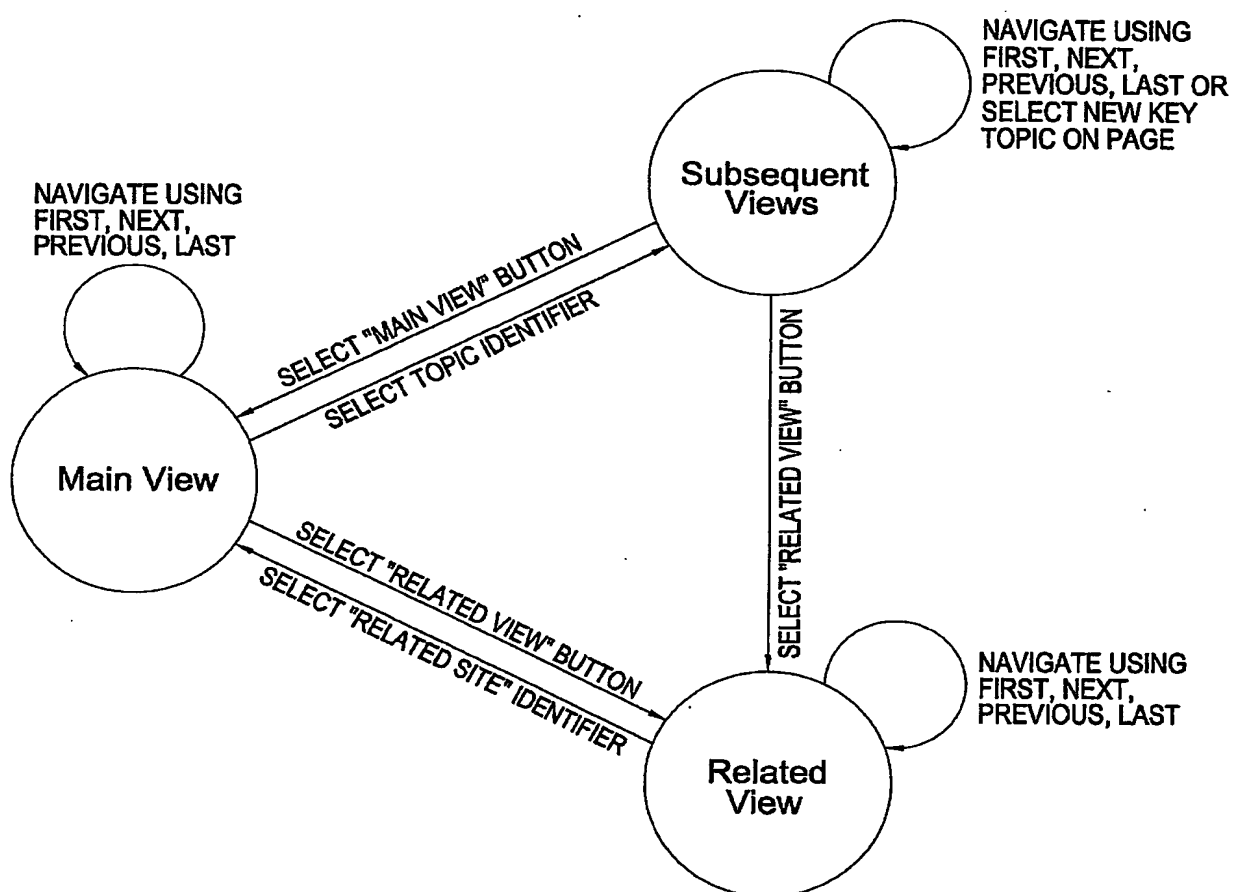 NAVIGATE USING
FIRST, NEXT,
PREVIOUS, LAST OR
SELECT NEW KEY
TOPIC ON PAGE
Subsequent
Views
NAVIGATE USING
FIRST, NEXT,
PREVIOUS, LAST
SELECT "MAIN VIEW" BUTTON
SELECT TOPIC IDENTIFIER
SELECT "RELATED VIEW" BUTTON
Main View
SELECT "RELATED VIEW" BUTTON
SELECT "RELATED SITE" IDENTIFIER
NAVIGATE USING
FIRST, NEXT,
PREVIOUS, LAST
Related
View